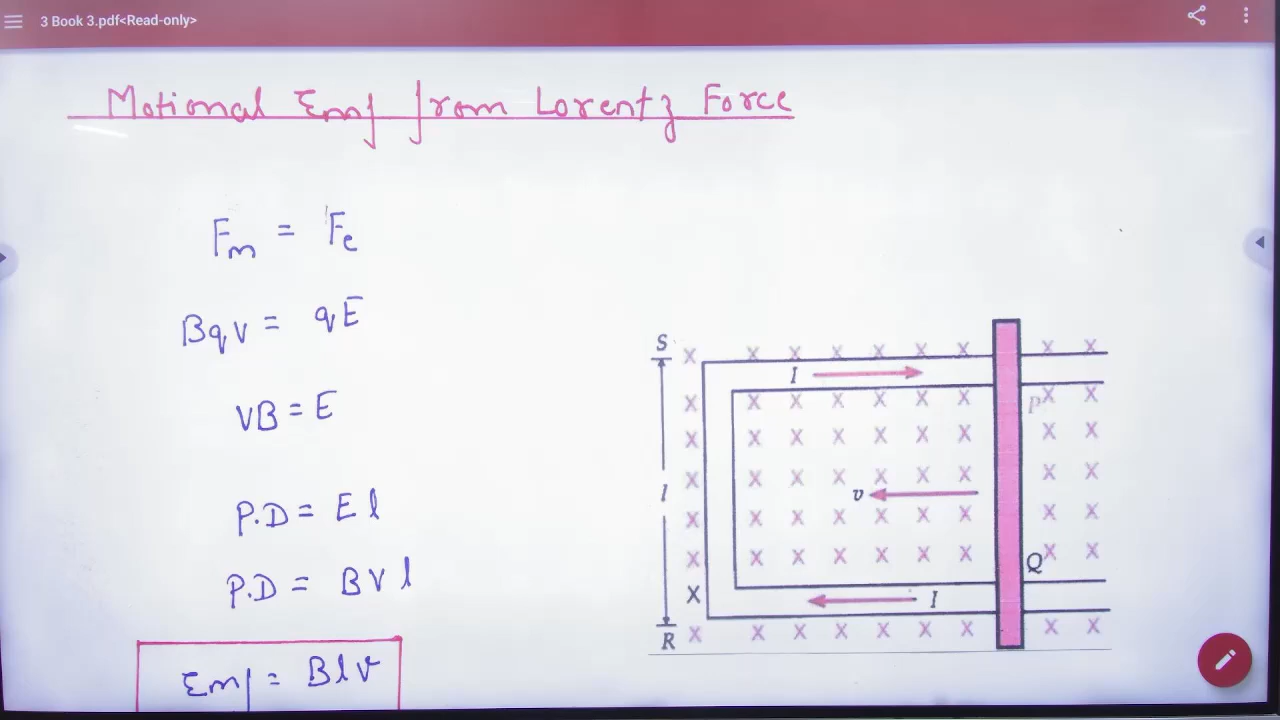 3 Book 3.pdf<Read-only>
Motional Emf from Lorentz Force
Fm = Fe
BqV = qE
VB = E
P.D = El
P.D = BVl
Emf = Blv
S
I
P
l
v
Q
I
R